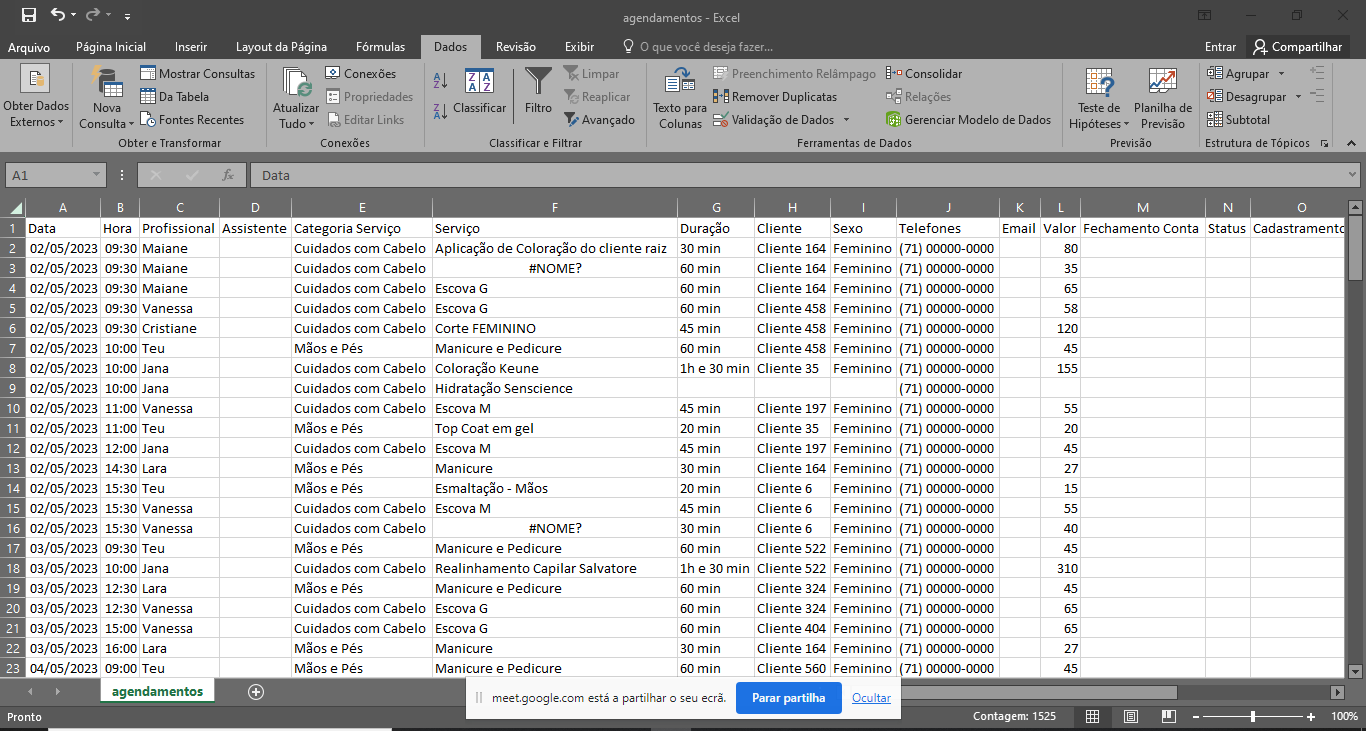 agendamentos - Excel
Arquivo Página Inicial Inserir Layout da Página Fórmulas Dados Revisão Exibir O que você deseja fazer... Entrar Compartilhar
Obter Dados Externos
Nova Consulta
Mostrar Consultas
Da Tabela
Fontes Recentes
Obter e Transformar
Atualizar Tudo
Conexões
Propriedades
Editar Links
Conexões
Classificar
Filtro
Limpar
Reaplicar
Avançado
Classificar e Filtrar
Texto para Colunas
Preenchimento Relâmpago
Remover Duplicatas
Validação de Dados
Consolidar
Relações
Gerenciar Modelo de Dados
Ferramentas de Dados
Teste de Hipóteses
Planilha de Previsão
Previsão
Agrupar
Desagrupar
Subtotal
Estrutura de Tópicos
A1 fx Data
A B C D E F G H I J K L M N O
1 Data Hora Profissional Assistente Categoria Serviço Serviço Duração Cliente Sexo Telefones Email Valor Fechamento Conta Status Cadastramento
2 02/05/2023 09:30 Maiane Cuidados com Cabelo Aplicação de Coloração do cliente raiz 30 min Cliente 164 Feminino (71) 00000-0000 80
3 02/05/2023 09:30 Maiane Cuidados com Cabelo #NOME? 60 min Cliente 164 Feminino (71) 00000-0000 35
4 02/05/2023 09:30 Maiane Cuidados com Cabelo Escova G 60 min Cliente 164 Feminino (71) 00000-0000 65
5 02/05/2023 09:30 Vanessa Cuidados com Cabelo Escova G 60 min Cliente 458 Feminino (71) 00000-0000 58
6 02/05/2023 09:30 Cristiane Cuidados com Cabelo Corte FEMININO 45 min Cliente 458 Feminino (71) 00000-0000 120
7 02/05/2023 10:00 Teu Mãos e Pés Manicure e Pedicure 60 min Cliente 458 Feminino (71) 00000-0000 45
8 02/05/2023 10:00 Jana Cuidados com Cabelo Coloração Keune 1h e 30 min Cliente 35 Feminino (71) 00000-0000 155
9 02/05/2023 10:00 Jana Cuidados com Cabelo Hidratação Senscience (71) 00000-0000
10 02/05/2023 11:00 Vanessa Cuidados com Cabelo Escova M 45 min Cliente 197 Feminino (71) 00000-0000 55
11 02/05/2023 11:00 Teu Mãos e Pés Top Coat em gel 20 min Cliente 35 Feminino (71) 00000-0000 20
12 02/05/2023 12:00 Jana Cuidados com Cabelo Escova M 45 min Cliente 197 Feminino (71) 00000-0000 45
13 02/05/2023 14:30 Lara Mãos e Pés Manicure 30 min Cliente 164 Feminino (71) 00000-0000 27
14 02/05/2023 15:30 Teu Mãos e Pés Esmaltação - Mãos 20 min Cliente 6 Feminino (71) 00000-0000 15
15 02/05/2023 15:30 Vanessa Cuidados com Cabelo Escova M 45 min Cliente 6 Feminino (71) 00000-0000 55
16 02/05/2023 15:30 Vanessa Cuidados com Cabelo #NOME? 30 min Cliente 6 Feminino (71) 00000-0000 40
17 03/05/2023 09:30 Teu Mãos e Pés Manicure e Pedicure 60 min Cliente 522 Feminino (71) 00000-0000 45
18 03/05/2023 10:00 Jana Cuidados com Cabelo Realinhamento Capilar Salvatore 1h e 30 min Cliente 522 Feminino (71) 00000-0000 310
19 03/05/2023 12:30 Lara Mãos e Pés Manicure e Pedicure 60 min Cliente 324 Feminino (71) 00000-0000 45
20 03/05/2023 12:30 Vanessa Cuidados com Cabelo Escova G 60 min Cliente 324 Feminino (71) 00000-0000 65
21 03/05/2023 15:00 Vanessa Cuidados com Cabelo Escova G 60 min Cliente 404 Feminino (71) 00000-0000 65
22 03/05/2023 16:00 Lara Mãos e Pés Manicure 30 min Cliente 164 Feminino (71) 00000-0000 27
23 04/05/2023 09:00 Teu Mãos e Pés Manicure e Pedicure 60 min Cliente 560 Feminino (71) 00000-0000 45
agendamentos
meet.google.com está a partilhar o seu ecrã. Parar partilha Ocultar
Pronto Contagem: 1525 100%